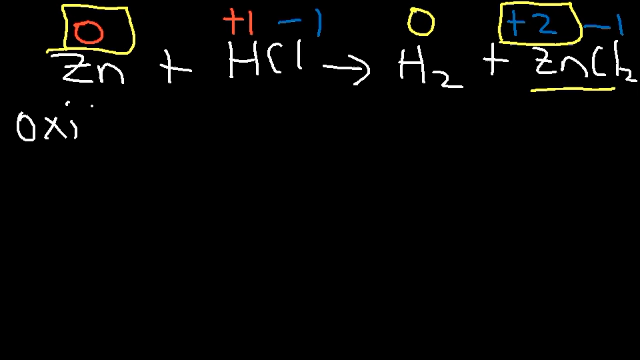 0 +1 -1 0 +2 -1
Zn + HCl → H₂ + ZnCl₂
oxi